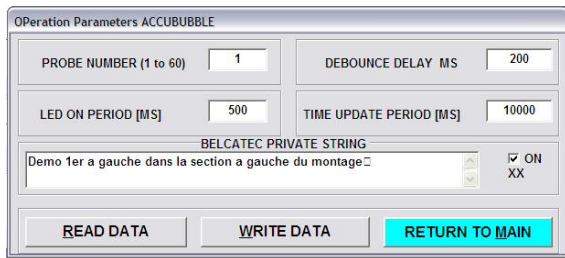 OPeration Parameters ACCUBUBBLE
PROBE NUMBER (1 to 60) 1 DEBOUNCE DELAY MS 200
LED ON PERIOD [MS] 500 TIME UPDATE PERIOD [MS] 10000
BELCATEC PRIVATE STRING
Demo 1er a gauche dans la section a gauche du montage ON
XX
READ DATA WRITE DATA RETURN TO MAIN